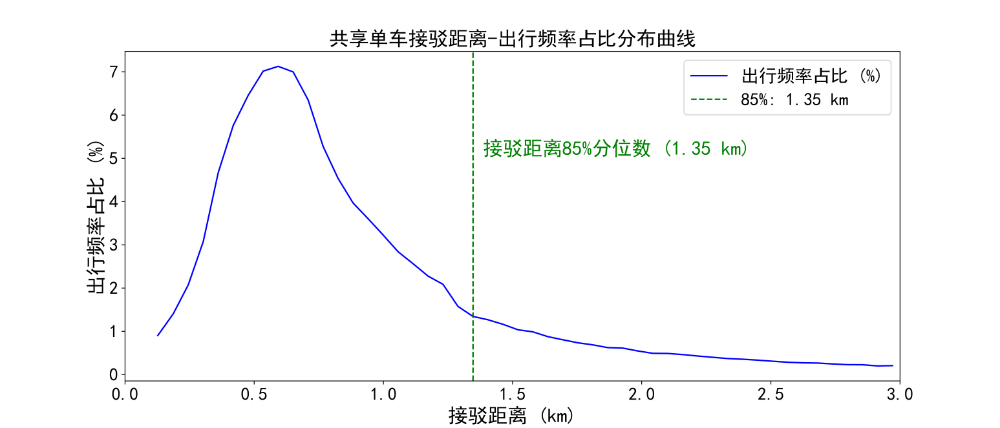 共享单车接驳距离-出行频率占比分布曲线
出行频率占比 (%)
85%: 1.35 km
接驳距离85%分位数 (1.35 km)
出行频率占比 (%)
7
6
5
4
3
2
1
0
0.0 0.5 1.0 1.5 2.0 2.5 3.0
接驳距离 (km)